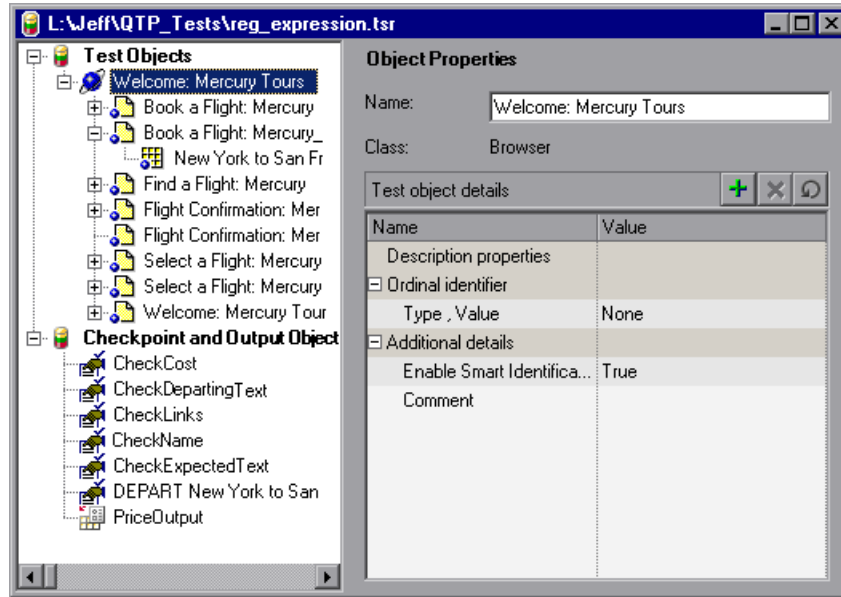 L:\Jeff\QTP_Tests\reg_expression.tsr
Test Objects
Welcome: Mercury Tours
Book a Flight: Mercury
Book a Flight: Mercury_
New York to San Fr
Find a Flight: Mercury
Flight Confirmation: Mer
Flight Confirmation: Mer
Select a Flight: Mercury
Select a Flight: Mercury
Welcome: Mercury Tour
Checkpoint and Output Object
CheckCost
CheckDepartingText
CheckLinks
CheckName
CheckExpectedText
DEPART New York to San
PriceOutput
Object Properties
Name: Welcome: Mercury Tours
Class: Browser
Test object details
Name Value
Description properties
Ordinal identifier
Type , Value None
Additional details
Enable Smart Identifica... True
Comment